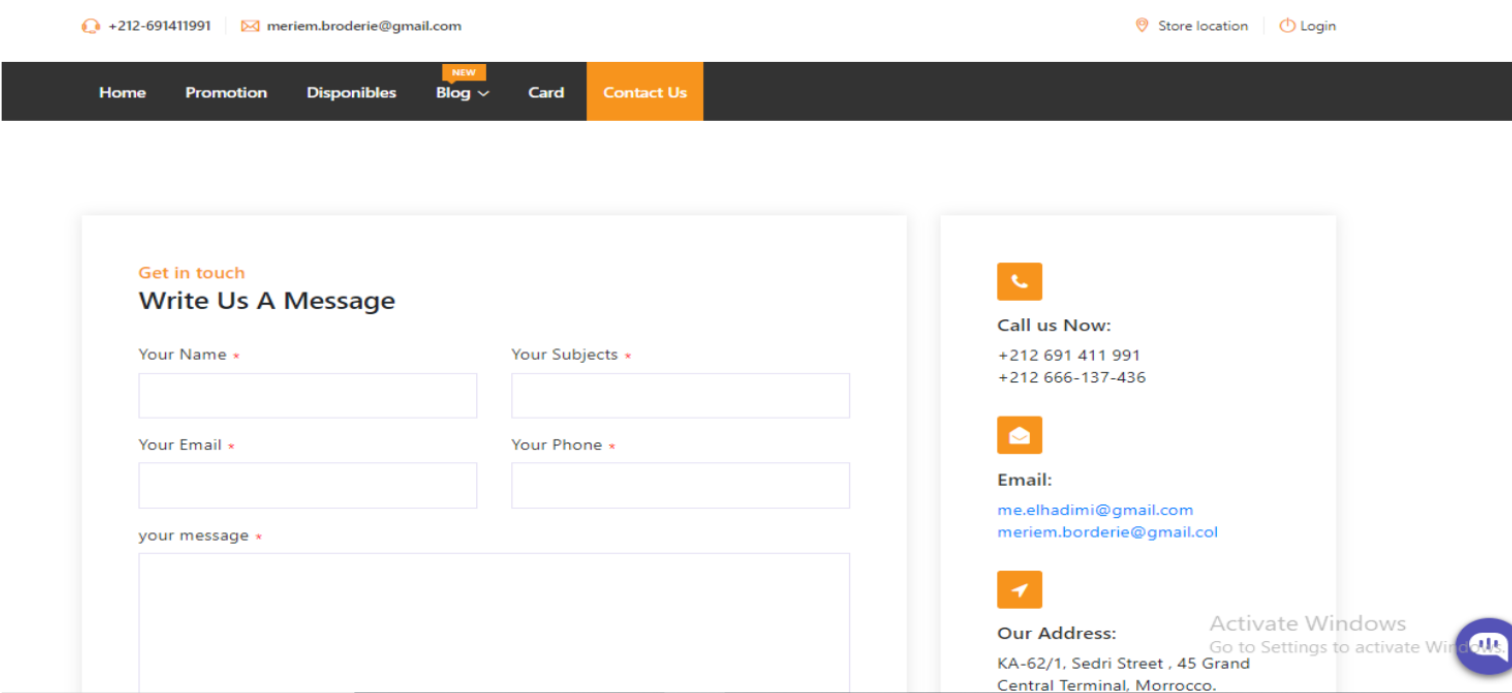 +212-691411991 meriem.broderie@gmail.com Store location Login
NEW
Home Promotion Disponibles Blog Card Contact Us
Get in touch
Write Us A Message
Your Name * Your Subjects *
Your Email * Your Phone *
your message *
Call us Now:
+212 691 411 991
+212 666-137-436
Email:
me.elhadimi@gmail.com
meriem.borderie@gmail.col
Our Address:
KA-62/1, Sedri Street , 45 Grand
Central Terminal, Morrocco.
Activate Windows
Go to Settings to activate Windows.